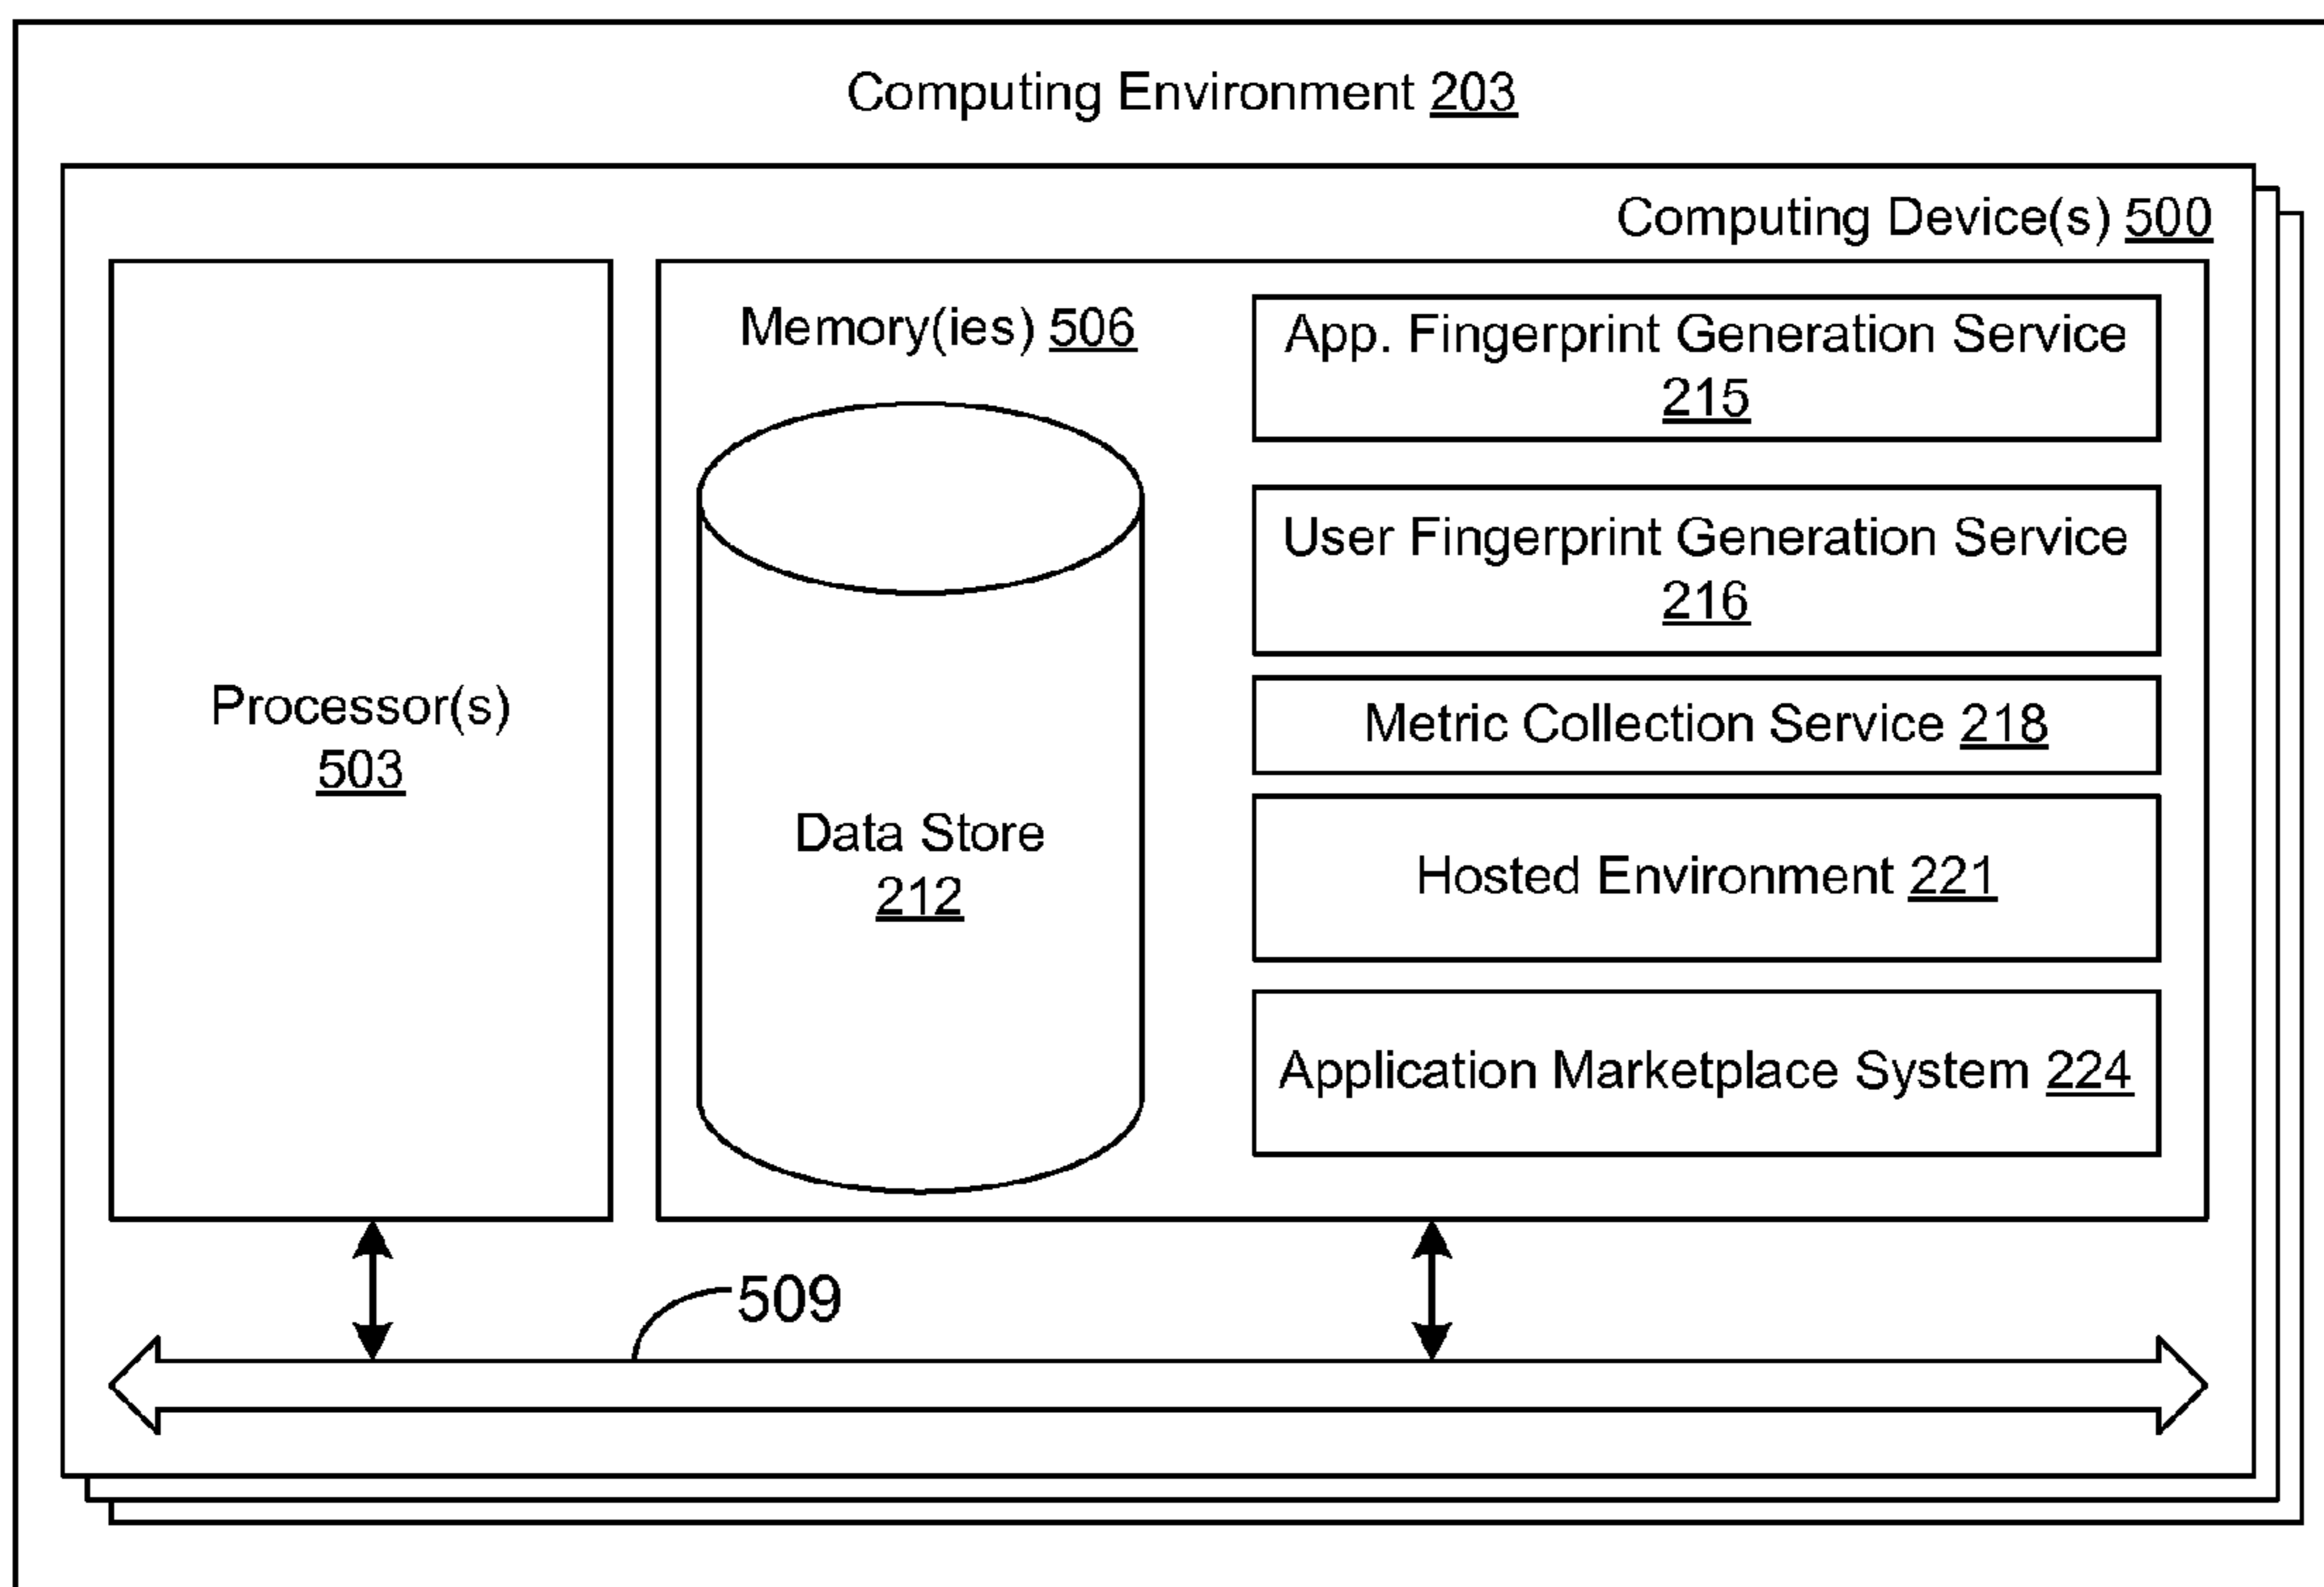 Computing Environment 203
Computing Device(s) 500
Processor(s)
503
Memory(ies) 506
Data Store
212
App. Fingerprint Generation Service
215
User Fingerprint Generation Service
216
Metric Collection Service 218
Hosted Environment 221
Application Marketplace System 224
509